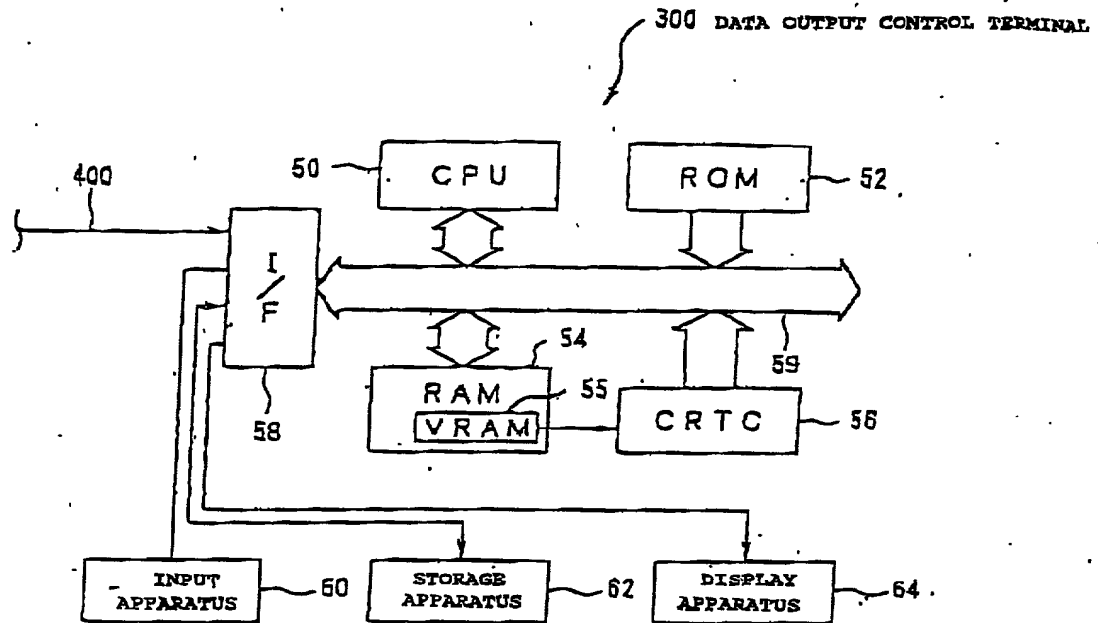 300 DATA OUTPUT CONTROL TERMINAL
50
CPU
ROM
52
400
I/F
58
54
RAM
55
VRAM
CRTC
56
59
INPUT
APPARATUS
60
STORAGE
APPARATUS
62
DISPLAY
APPARATUS
64